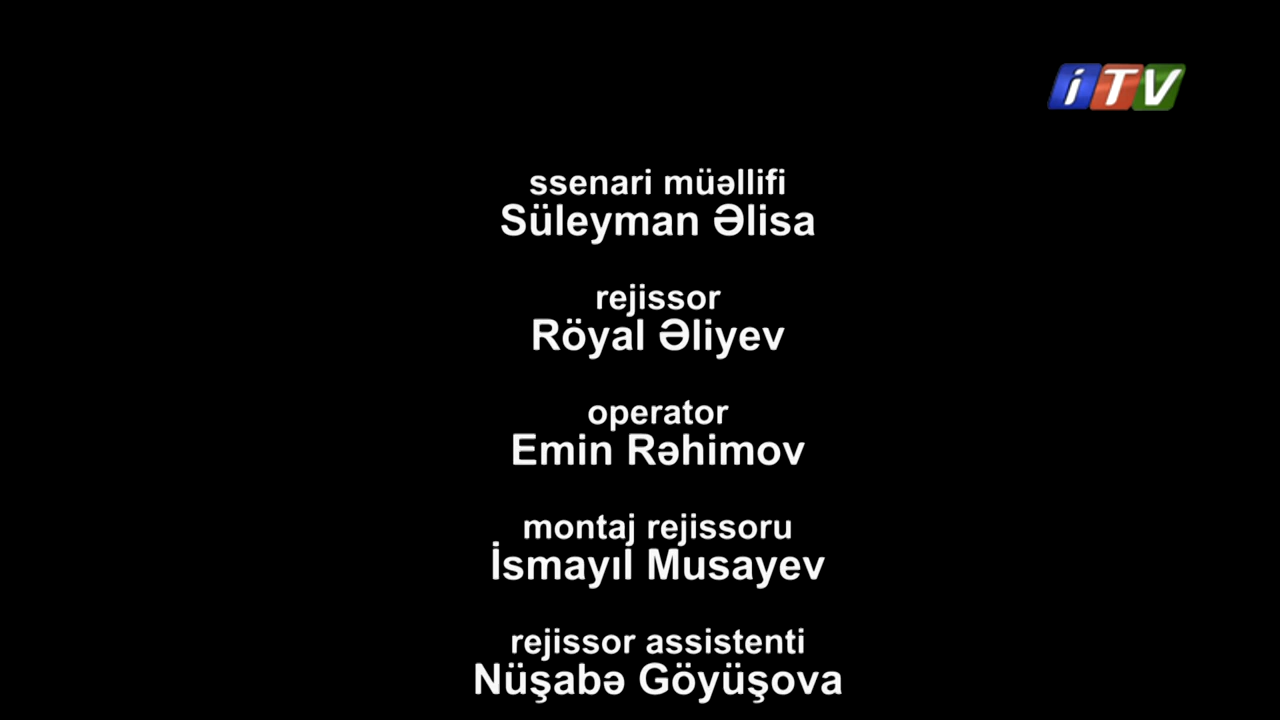 iTV
ssenari müəllifi
Süleyman Əlisa
rejissor
Röyal Əliyev
operator
Emin Rəhimov
montaj rejissoru
İsmayıl Musayev
rejissor assistenti
Nüşabə Göyüşova